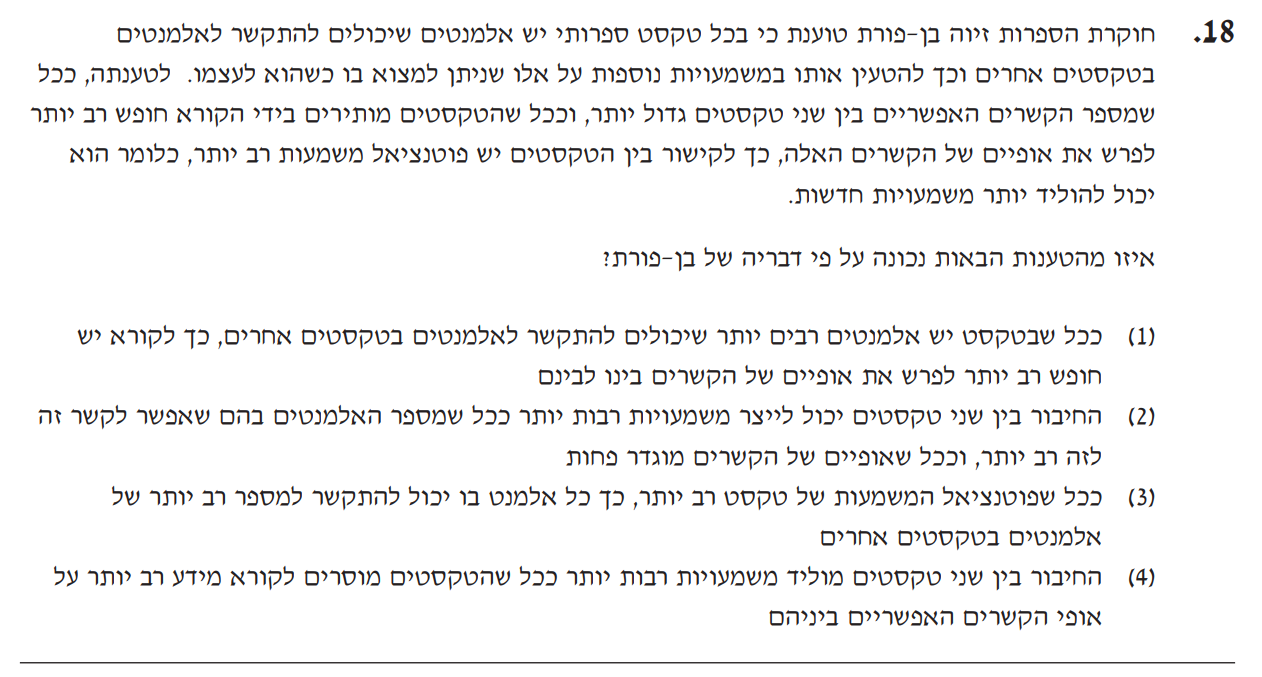 18. חוקרת הספרות זיוה בן-פורת טוענת כי בכל טקסט ספרותי יש אלמנטים שיכולים להתקשר לאלמנטים
בטקסטים אחרים וכך להטעין אותו במשמעויות נוספות על אלו שניתן למצוא בו כשהוא לעצמו. לטענתה, ככל
שמספר הקשרים האפשריים בין שני טקסטים גדול יותר, וככל שהטקסטים מותירים בידי הקורא חופש רב יותר
לפרש את אופיים של הקשרים האלה, כך לקישור בין הטקסטים יש פוטנציאל משמעות רב יותר, כלומר הוא
יכול להוליד יותר משמעויות חדשות.
איזו מהטענות הבאות נכונה על פי דבריה של בן-פורת?
(1) ככל שבטקסט יש אלמנטים רבים יותר שיכולים להתקשר לאלמנטים בטקסטים אחרים, כך לקורא יש
חופש רב יותר לפרש את אופיים של הקשרים בינו לבינם
(2) החיבור בין שני טקסטים יכול לייצר משמעויות רבות יותר ככל שמספר האלמנטים בהם שאפשר לקשר זה
לזה רב יותר, וככל שאופיים של הקשרים מוגדר פחות
(3) ככל שפוטנציאל המשמעות של טקסט רב יותר, כך כל אלמנט בו יכול להתקשר למספר רב יותר של
אלמנטים בטקסטים אחרים
(4) החיבור בין שני טקסטים מוליד משמעויות רבות יותר ככל שהטקסטים מוסרים לקורא מידע רב יותר על
אופי הקשרים האפשריים ביניהם